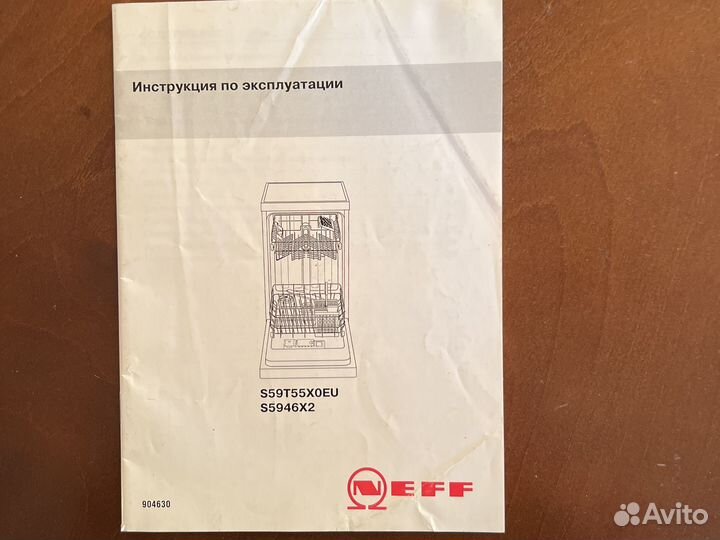 Инструкция по эксплуатации
S59T55X0EU
S5946X2
NEFF
904630
Avito